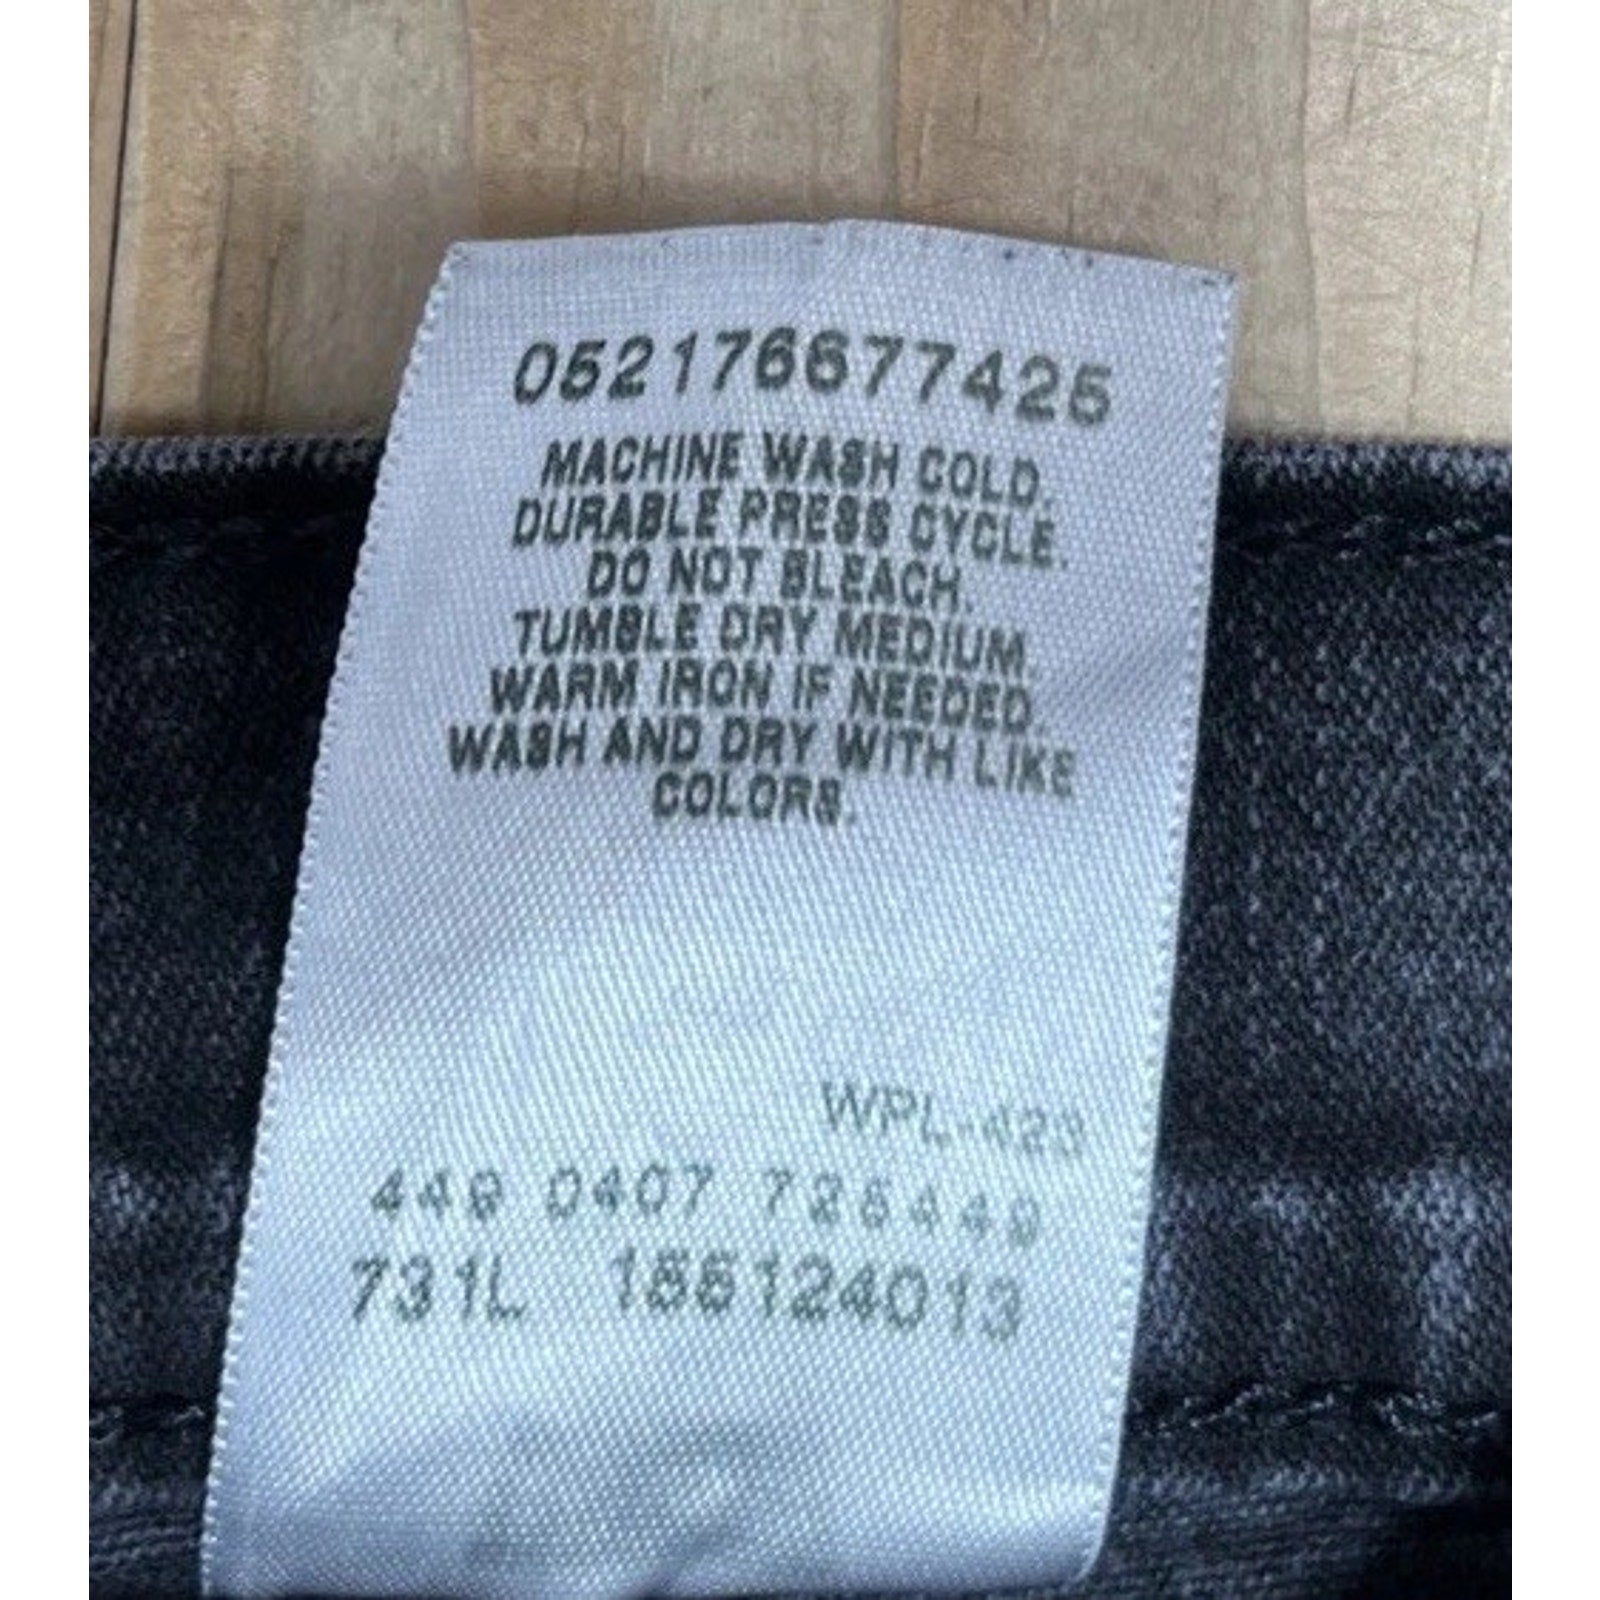 052176677425
MACHINE WASH COLD.
DURABLE PRESS CYCLE.
DO NOT BLEACH.
TUMBLE DRY MEDIUM
WARM IRON IF NEEDED.
WASH AND DRY WITH LIKE
COLORS.
WPL-423
449 0407 725449
731L 155124013